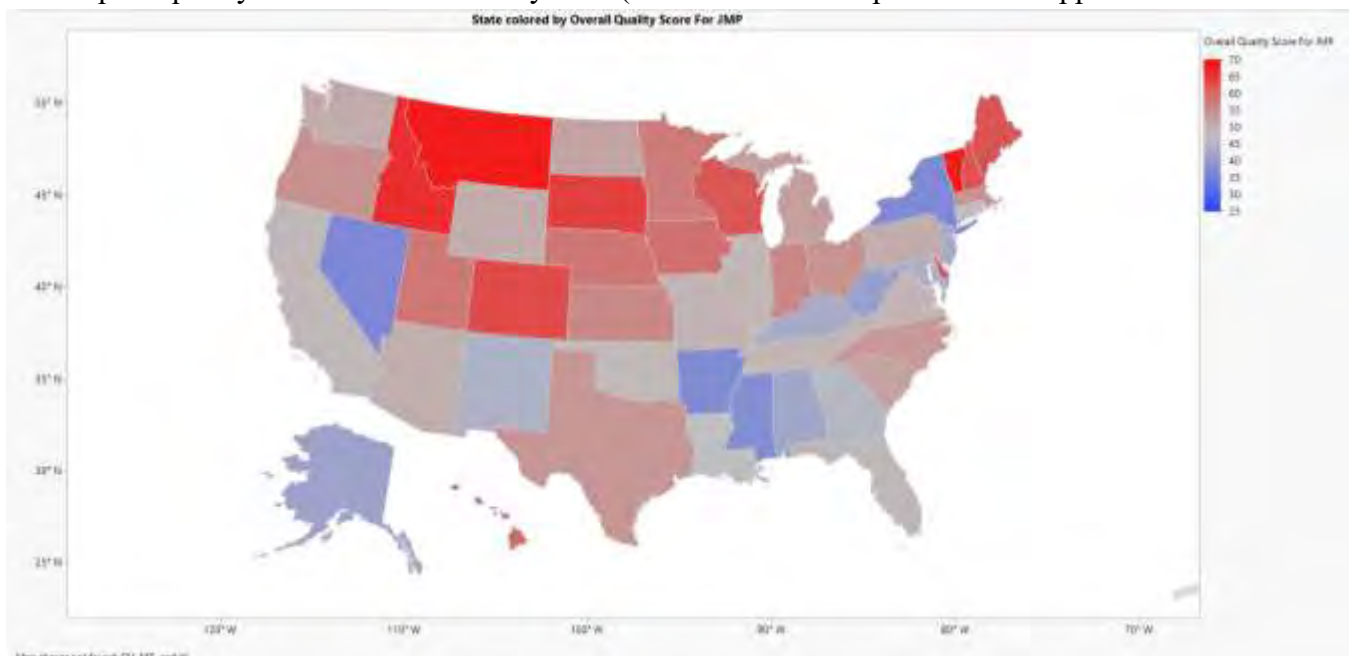 State colored by Overall Quality Score For JMP
Overall Quality Score For JMP
70
65
60
55
50
45
40
35
30
25
50° N
45° N
40° N
35° N
30° N
25° N
120° W
110° W
100° W
90° W
80° W
70° W